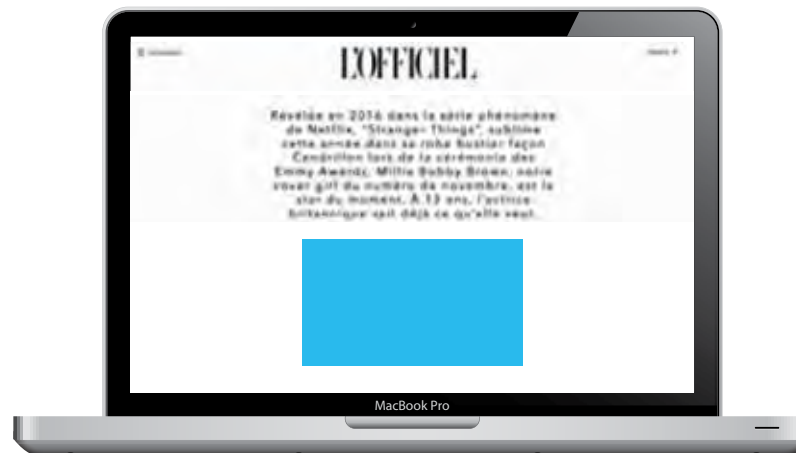 L'OFFICIEL
Révélée en 2016 dans la série phénomène
de Netflix, "Stranger Things", sublime
cette année dans sa robe bustier façon
Cendrillon lors de la cérémonie des
Emmy Awards, Millie Bobby Brown, notre
cover girl du numéro de novembre, est la
star du moment. À 13 ans, l'actrice
britannique sait déjà ce qu'elle veut.
MacBook Pro